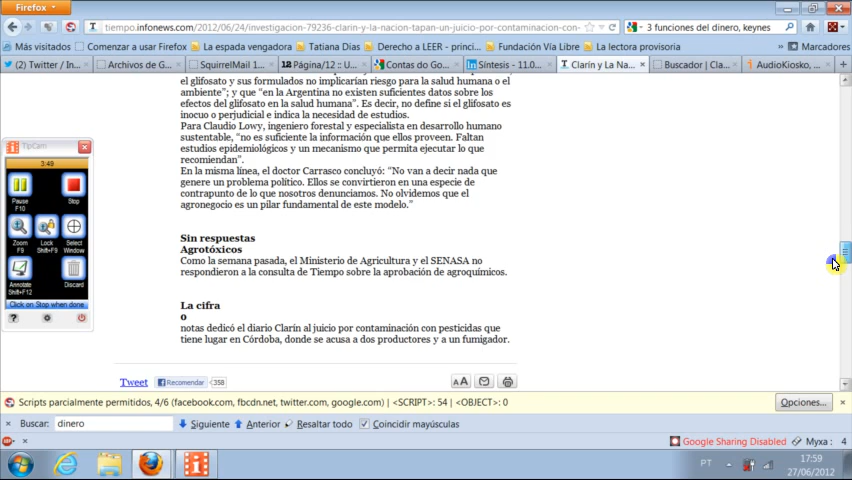 Firefox
tiempo.infonews.com/2012/06/24/investigacion-79236-clarin-y-la-nacion-tapan-un-juicio-por-contaminacion-con-
3 funciones del dinero, keynes
Más visitados
Comenzar a usar Firefox
La espada vengadora
Tatiana Días
Derecho a LEER – princi...
Fundación Vía Libre
La lectora provisoria
Marcadores
(2) Twitter / In...
Archivos de G...
SquirrelMail 1...
12 Página/12 :: U...
Contas do Go...
Síntesis – 11.0...
Clarín y La Na...
Buscador | Cla...
AudioKiosko, ...
el glifosato y sus formulados no implicarían riesgo para la salud humana o el
ambiente"; y que "en la Argentina no existen suficientes datos sobre los
efectos del glifosato en la salud humana". Es decir, no define si el glifosato es
inocuo o perjudicial e indica la necesidad de estudios.
Para Claudio Lowy, ingeniero forestal y especialista en desarrollo humano
sustentable, "no es suficiente la información que ellos proveen. Faltan
estudios epidemiológicos y un mecanismo que permita ejecutar lo que
recomiendan".
En la misma línea, el doctor Carrasco concluyó: "No van a decir nada que
genere un problema político. Ellos se convirtieron en una especie de
contrapunto de lo que nosotros denunciamos. No olvidemos que el
agronegocio es un pilar fundamental de este modelo."
Sin respuestas
Agrotóxicos
Como la semana pasada, el Ministerio de Agricultura y el SENASA no
respondieron a la consulta de Tiempo sobre la aprobación de agroquímicos.
La cifra
0
notas dedicó el diario Clarín al juicio por contaminación con pesticidas que
tiene lugar en Córdoba, donde se acusa a dos productores y a un fumigador.
Tweet
Recomendar
358
AA
TipCam
3:49
Pause
F10
Stop
Zoom
F9
Lock
Shift+F9
Select
Window
Annotate
Shift+F12
Discard
Click on Stop when done
Scripts parcialmente permitidos, 4/6 (facebook.com, fbcdn.net, twitter.com, google.com) | <SCRIPT>: 54 | <OBJECT>: 0
Opciones...
Buscar:
dinero
Siguiente
Anterior
Resaltar todo
Coincidir mayúsculas
Google Sharing Disabled
Myxa: 4
PT
17:59
27/06/2012